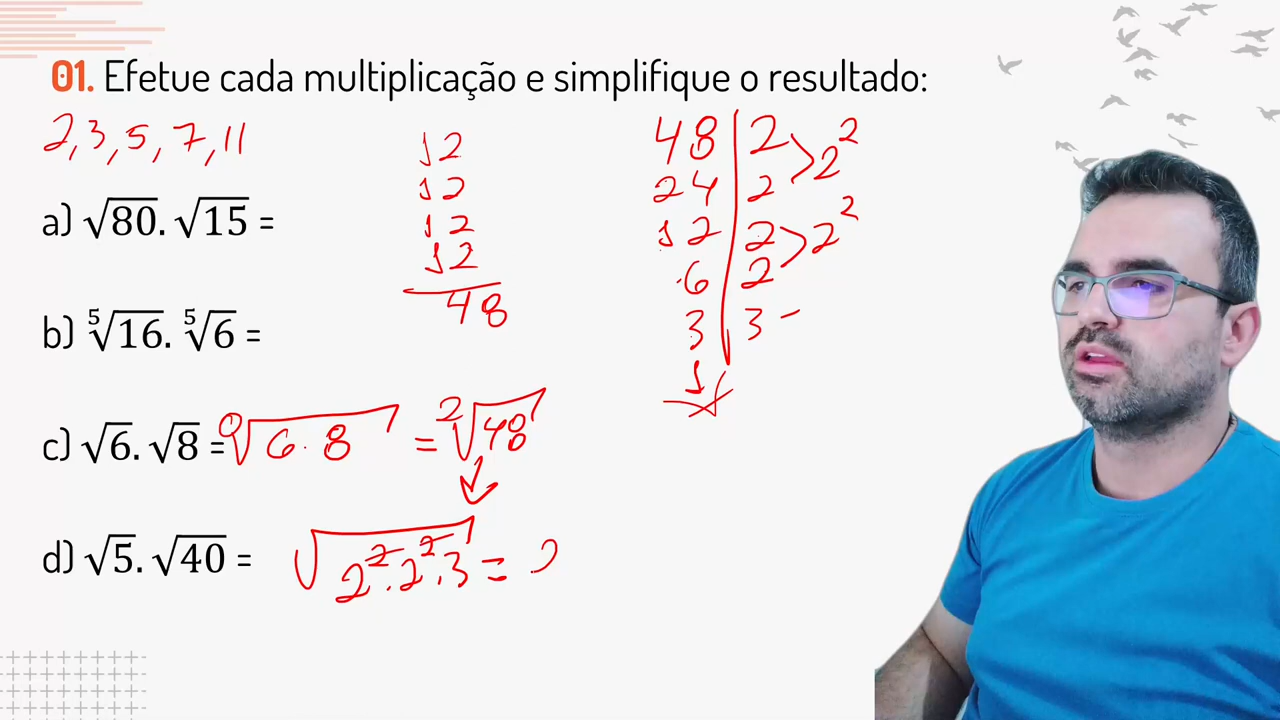 01. Efetue cada multiplicação e simplifique o resultado:
2,3,5,7,11
a) √80. √15 =
b) ⁵√16. ⁵√6 =
c) √6. √8 = √6·8 = ²√48
d) √5. √40 =
√2².2².3 = 2
12
12
12
12
48
48 | 2 > 2²
24 | 2
12 | 2 > 2²
6 | 2
3 | 3 -
1